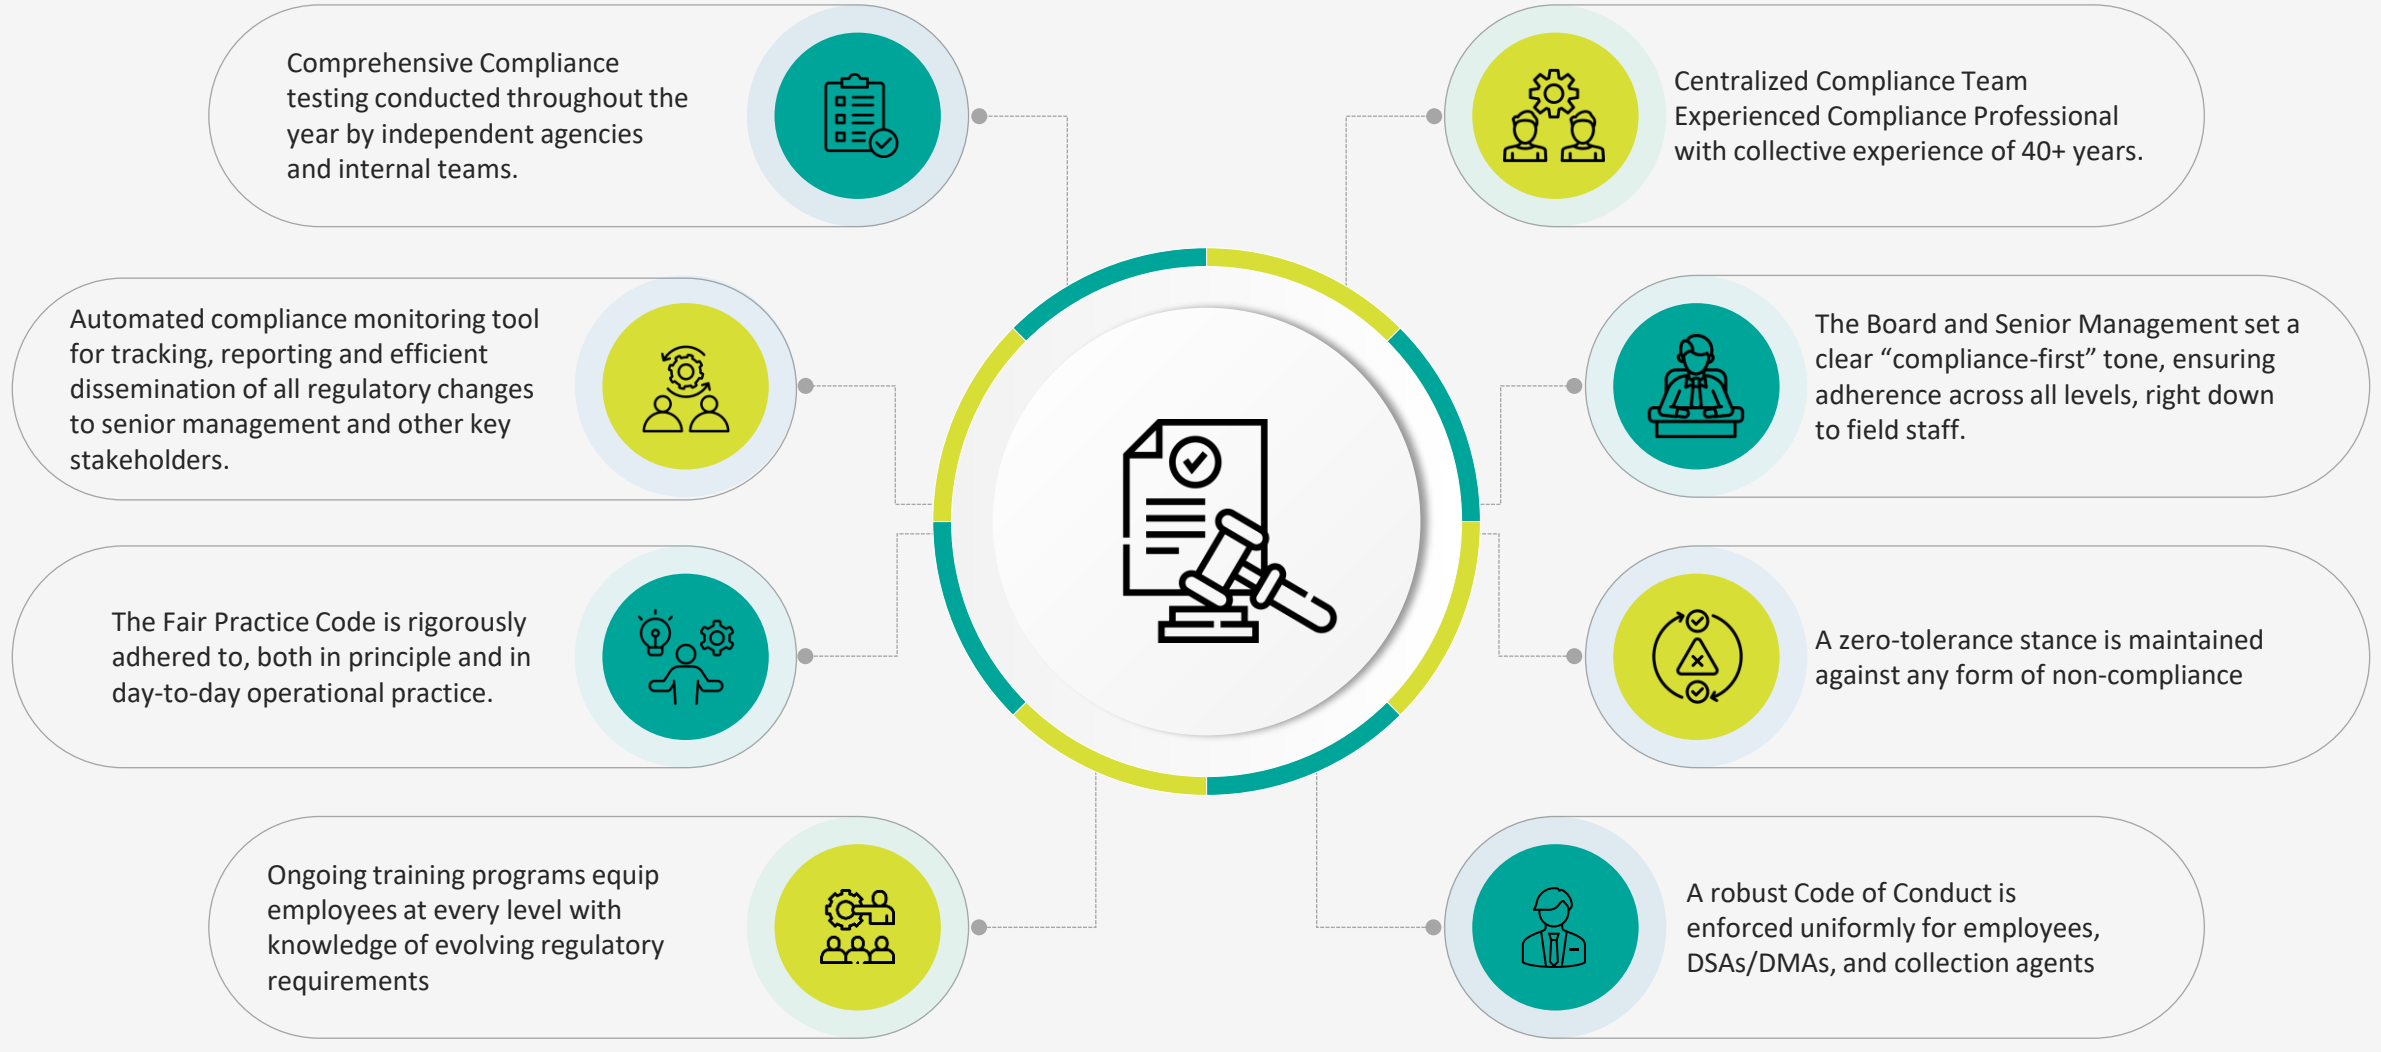 Comprehensive Compliance
testing conducted throughout the
year by independent agencies
and internal teams.
Automated compliance monitoring tool
for tracking, reporting and efficient
dissemination of all regulatory changes
to senior management and other key
stakeholders.
The Fair Practice Code is rigorously
adhered to, both in principle and in
day-to-day operational practice.
Ongoing training programs equip
employees at every level with
knowledge of evolving regulatory
requirements
Centralized Compliance Team
Experienced Compliance Professional
with collective experience of 40+ years.
The Board and Senior Management set a
clear “compliance-first” tone, ensuring
adherence across all levels, right down
to field staff.
A zero-tolerance stance is maintained
against any form of non-compliance
A robust Code of Conduct is
enforced uniformly for employees,
DSAs/DMAs, and collection agents